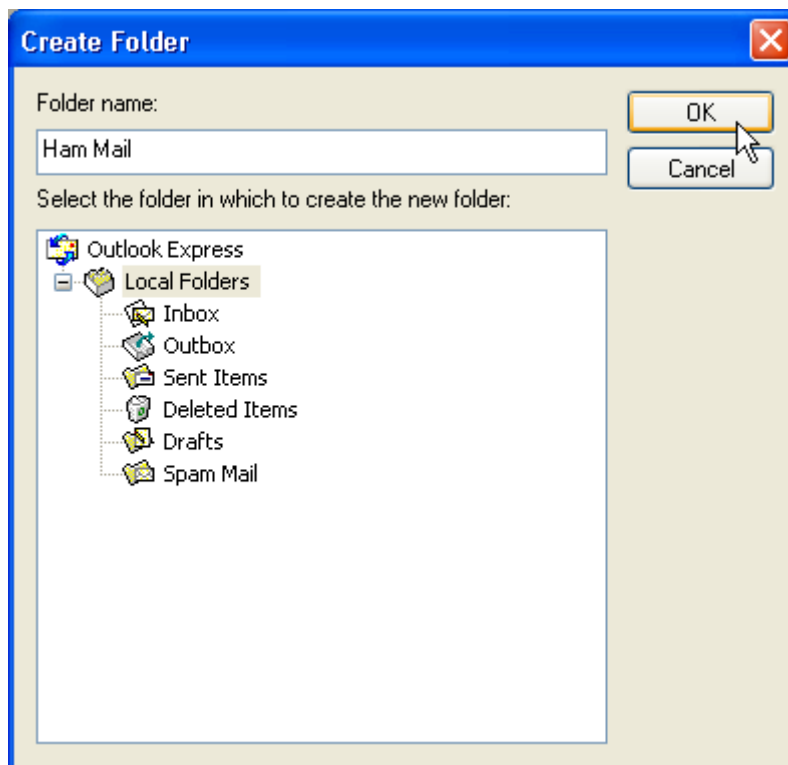 Create Folder
Folder name:
OK
Ham Mail
Cancel
Select the folder in which to create the new folder:
Outlook Express
Local Folders
Inbox
Outbox
Sent Items
Deleted Items
Drafts
Spam Mail